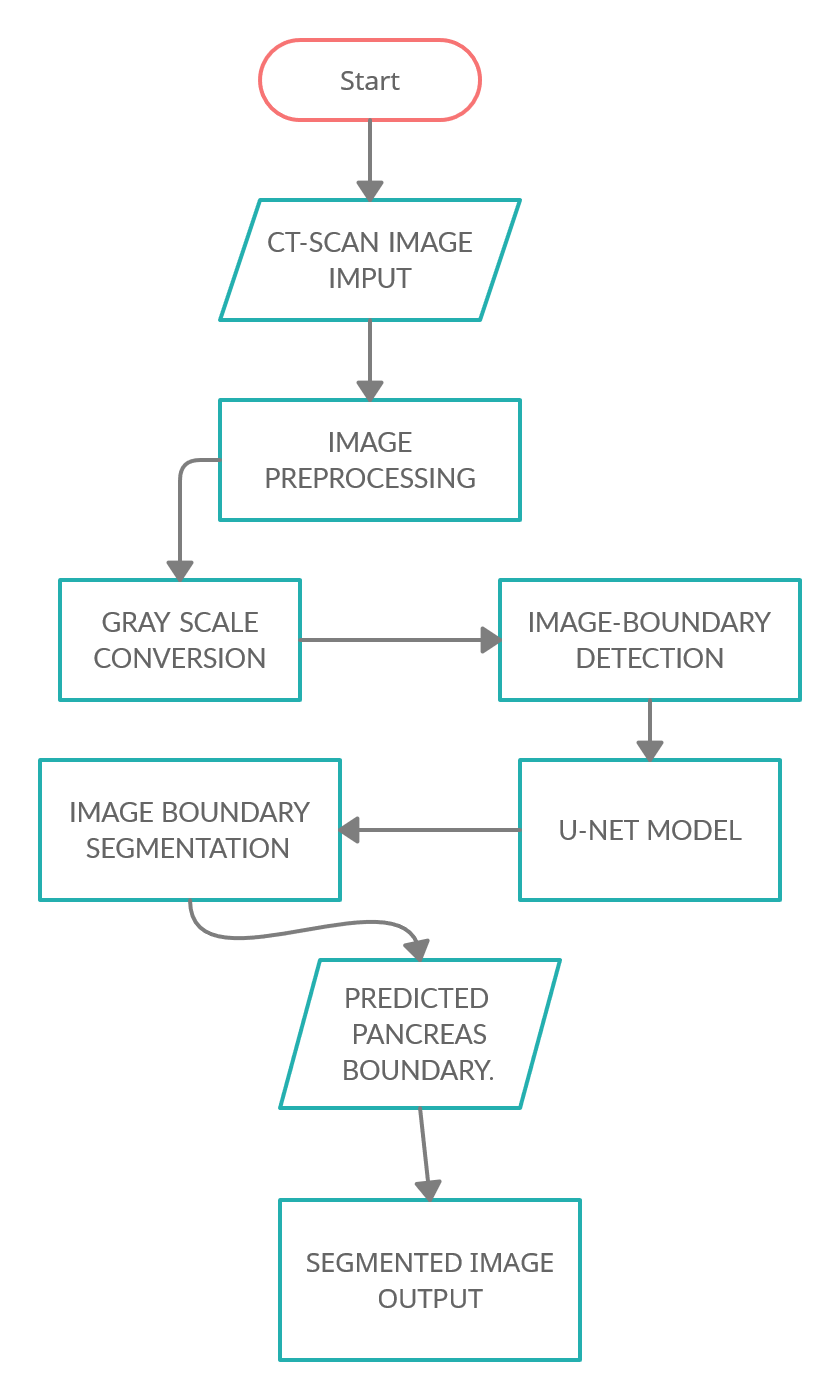 Start
CT-SCAN IMAGE
IMPUT
IMAGE
PREPROCESSING
GRAY SCALE
CONVERSION
IMAGE-BOUNDARY
DETECTION
U-NET MODEL
IMAGE BOUNDARY
SEGMENTATION
PREDICTED
PANCREAS
BOUNDARY.
SEGMENTED IMAGE
OUTPUT